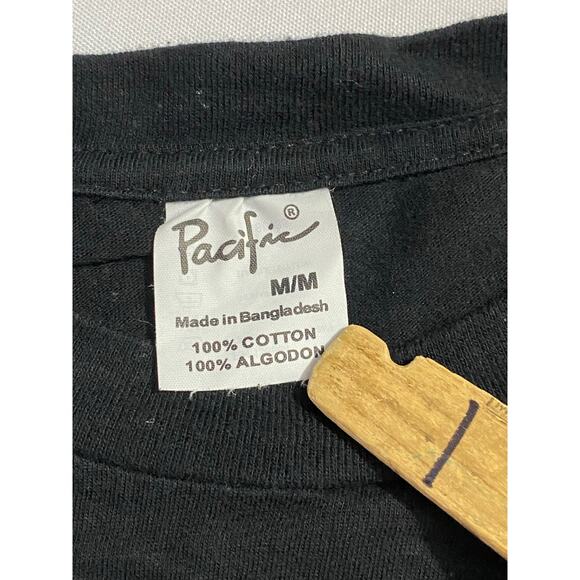 Pacific ®
M/M
Made in Bangladesh
100% COTTON
100% ALGODON